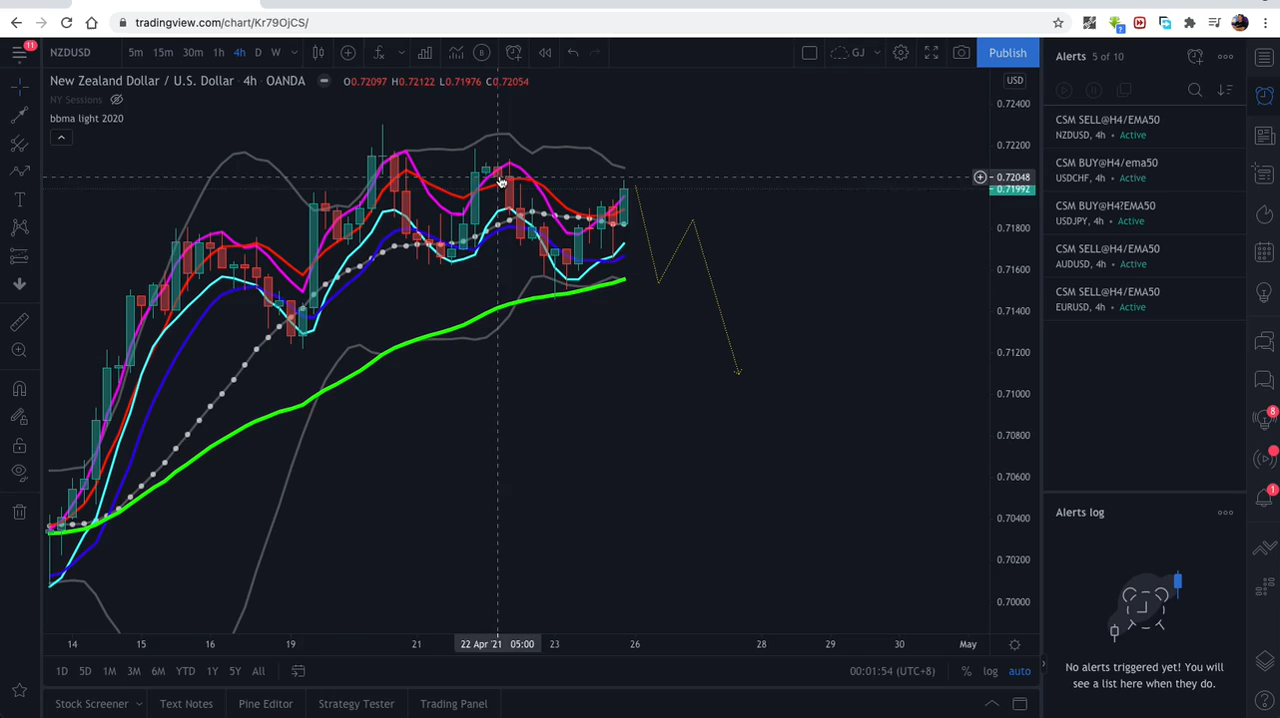 tradingview.com/chart/Kr79OjCS/
11
NZDUSD 5m 15m 30m 1h 4h D W GJ Publish
Alerts 5 of 10
New Zealand Dollar / U.S. Dollar · 4h · OANDA O0.72097 H0.72122 L0.71976 C0.72054
NY Sessions
bbma light 2020
USD
0.72400
0.72200
0.72048
0.71992
0.71800
0.71600
0.71400
0.71200
0.71000
0.70800
0.70600
0.70400
0.70200
0.70000
CSM SELL@H4/EMA50
NZDUSD, 4h · Active
CSM BUY@H4/ema50
USDCHF, 4h · Active
CSM BUY@H4?EMA50
USDJPY, 4h · Active
CSM SELL@H4/EMA50
AUDUSD, 4h · Active
CSM SELL@H4/EMA50
EURUSD, 4h · Active
8
1
Alerts log
No alerts triggered yet! You will
see a list here when they do.
14 15 16 19 21 22 Apr '21 05:00 23 26 28 29 30 May
1D 5D 1M 3M 6M YTD 1Y 5Y All 00:01:54 (UTC+8) % log auto
Stock Screener Text Notes Pine Editor Strategy Tester Trading Panel